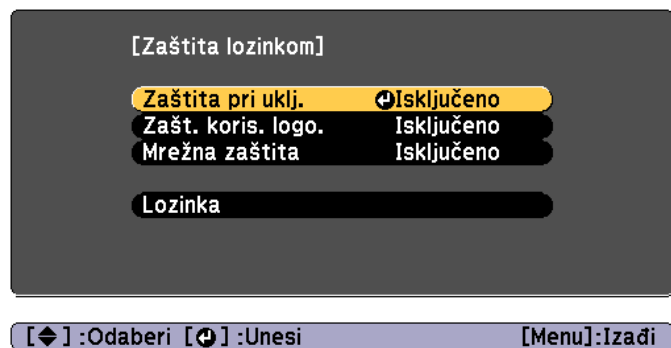 [Zaštita lozinkom]
Zaštita pri uklj. Isključeno
Zašt. koris. logo. Isključeno
Mrežna zaštita Isključeno
Lozinka
[ ] :Odaberi [ ] :Unesi [Menu]:Izađi